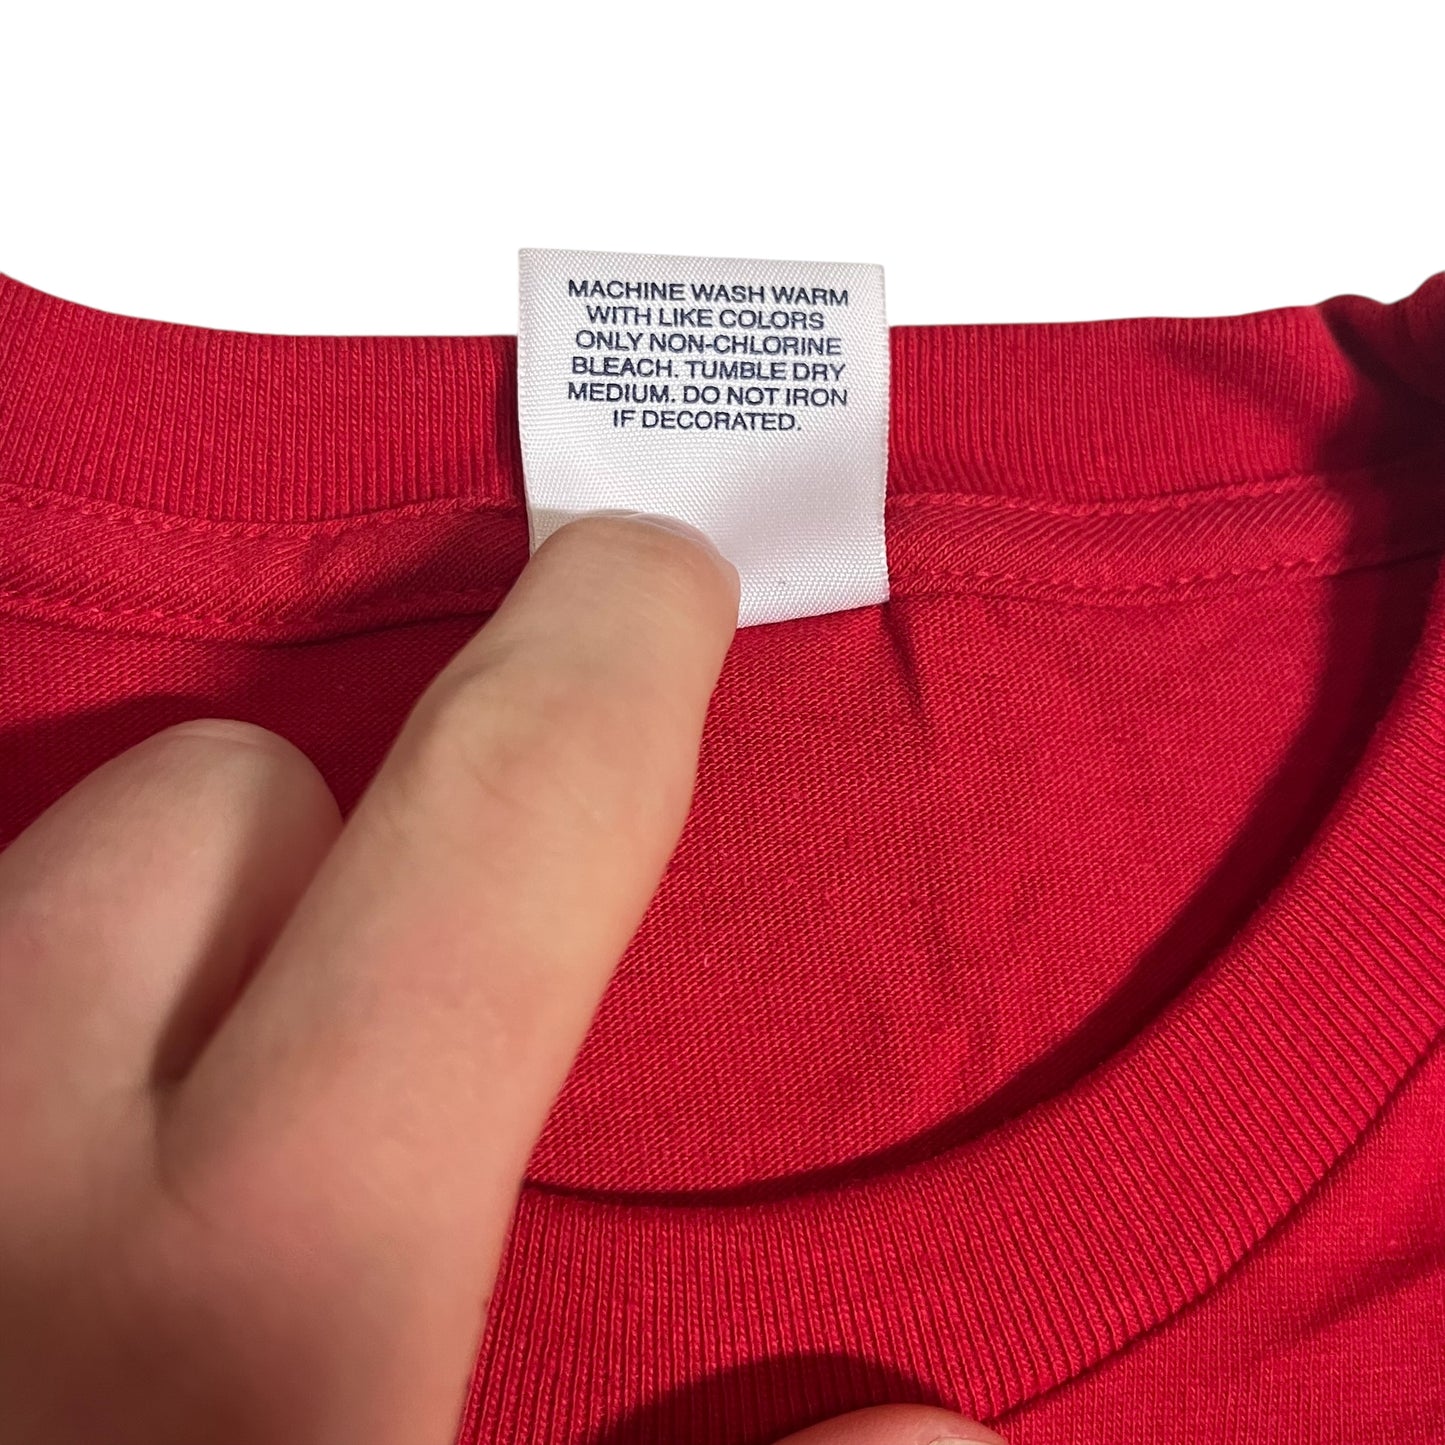 MACHINE WASH WARM
WITH LIKE COLORS
ONLY NON-CHLORINE
BLEACH. TUMBLE DRY
MEDIUM. DO NOT IRON
IF DECORATED.